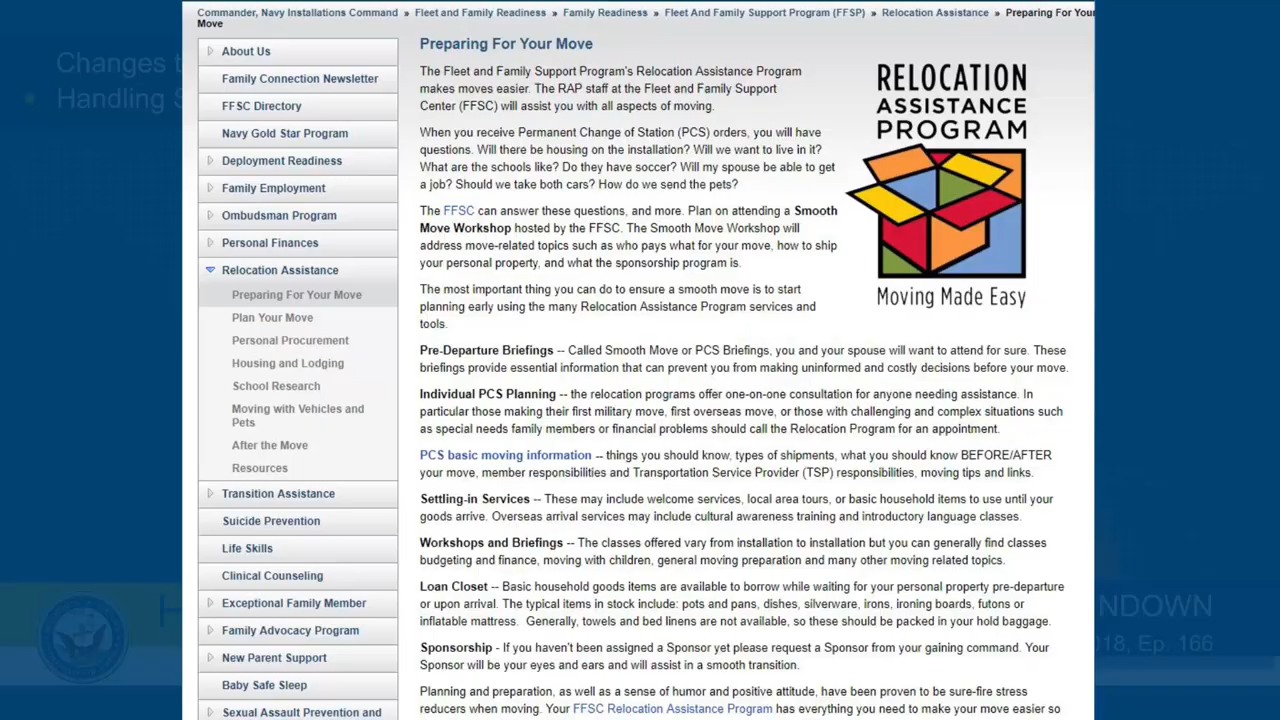 Commander, Navy Installations Command » Fleet and Family Readiness » Family Readiness » Fleet And Family Support Program (FFSP) » Relocation Assistance » Preparing For Your
Move
Changes
Handling
About Us
Family Connection Newsletter
FFSC Directory
Navy Gold Star Program
Deployment Readiness
Family Employment
Ombudsman Program
Personal Finances
Relocation Assistance
Preparing For Your Move
Plan Your Move
Personal Procurement
Housing and Lodging
School Research
Moving with Vehicles and
Pets
After the Move
Resources
Transition Assistance
Suicide Prevention
Life Skills
Clinical Counseling
Exceptional Family Member
Family Advocacy Program
New Parent Support
Baby Safe Sleep
Sexual Assault Prevention and
Preparing For Your Move
The Fleet and Family Support Program's Relocation Assistance Program
makes moves easier. The RAP staff at the Fleet and Family Support
Center (FFSC) will assist you with all aspects of moving.
When you receive Permanent Change of Station (PCS) orders, you will have
questions. Will there be housing on the installation? Will we want to live in it?
What are the schools like? Do they have soccer? Will my spouse be able to get
a job? Should we take both cars? How do we send the pets?
The FFSC can answer these questions, and more. Plan on attending a Smooth
Move Workshop hosted by the FFSC. The Smooth Move Workshop will
address move-related topics such as who pays what for your move, how to ship
your personal property, and what the sponsorship program is.
The most important thing you can do to ensure a smooth move is to start
planning early using the many Relocation Assistance Program services and
tools.
RELOCATION
ASSISTANCE
PROGRAM
Moving Made Easy
Pre-Departure Briefings -- Called Smooth Move or PCS Briefings, you and your spouse will want to attend for sure. These
briefings provide essential information that can prevent you from making uninformed and costly decisions before your move.
Individual PCS Planning -- the relocation programs offer one-on-one consultation for anyone needing assistance. In
particular those making their first military move, first overseas move, or those with challenging and complex situations such
as special needs family members or financial problems should call the Relocation Program for an appointment.
PCS basic moving information -- things you should know, types of shipments, what you should know BEFORE/AFTER
your move, member responsibilities and Transportation Service Provider (TSP) responsibilities, moving tips and links.
Settling-in Services -- These may include welcome services, local area tours, or basic household items to use until your
goods arrive. Overseas arrival services may include cultural awareness training and introductory language classes.
Workshops and Briefings -- The classes offered vary from installation to installation but you can generally find classes
budgeting and finance, moving with children, general moving preparation and many other moving related topics.
Loan Closet -- Basic household goods items are available to borrow while waiting for your personal property pre-departure
or upon arrival. The typical items in stock include: pots and pans, dishes, silverware, irons, ironing boards, futons or
inflatable mattress. Generally, towels and bed linens are not available, so these should be packed in your hold baggage.
Sponsorship - If you haven't been assigned a Sponsor yet please request a Sponsor from your gaining command. Your
Sponsor will be your eyes and ears and will assist in a smooth transition.
Planning and preparation, as well as a sense of humor and positive attitude, have been proven to be sure-fire stress
reducers when moving. Your FFSC Relocation Assistance Program has everything you need to make your move easier so
NDOWN
018, Ep. 166